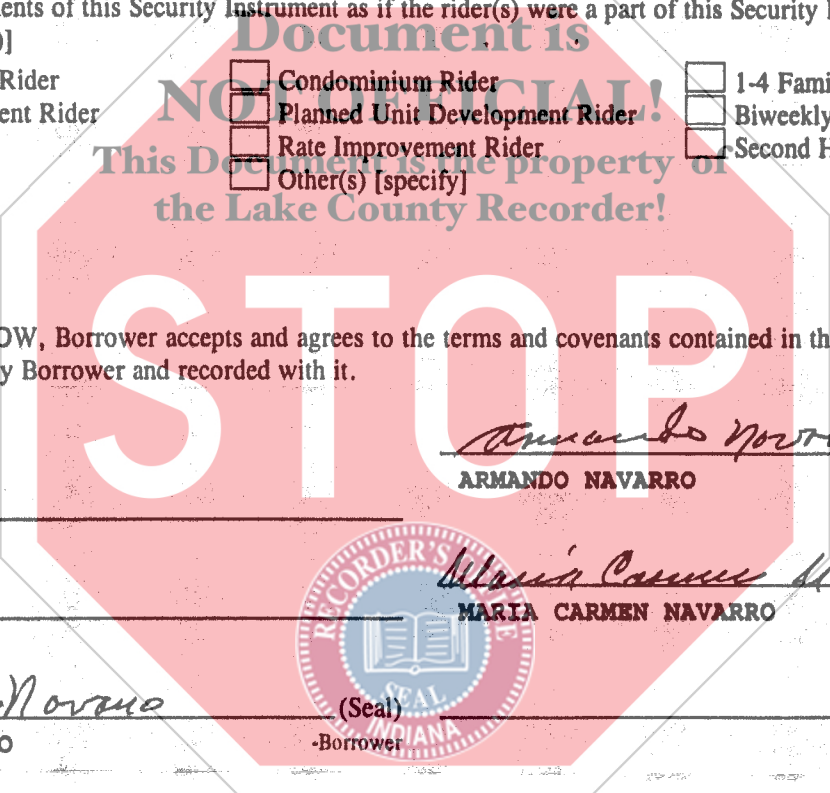 ents of this Security Instrument as if the rider(s) were a part of this Security
Document is
)]
Rider Condominium Rider 1-4 Fami
NOT OFFICIAL!
ent Rider Planned Unit Development Rider Biweekly
Rate Improvement Rider Second H
This Document is the property of
Other(s) [specify]
the Lake County Recorder!
STOP
OW, Borrower accepts and agrees to the terms and covenants contained in th
y Borrower and recorded with it.
Armando
ARMANDO NAVARRO
RECORDER'S OFFICE
Maria Carmen
MARIA CARMEN NAVARRO
SEAL
INDIANA
(Seal)
O -Borrower